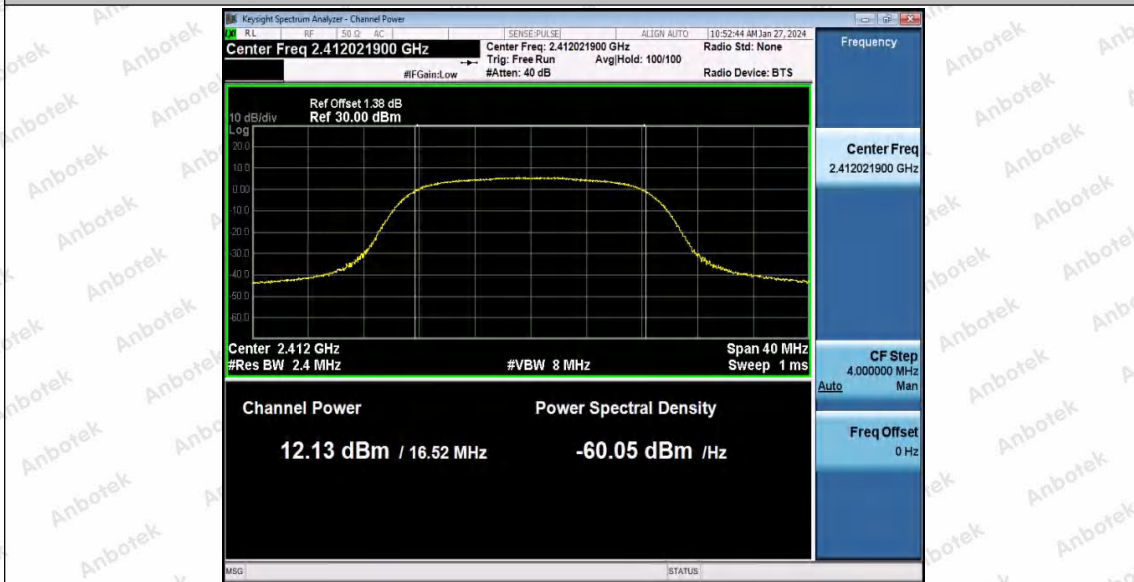 Keysight Spectrum Analyzer - Channel Power
LXI RL RF 50 Ω AC SENSE:PULSE ALIGN AUTO 10:52:44 AM Jan 27, 2024
Center Freq 2.412021900 GHz
Center Freq: 2.412021900 GHz
Radio Std: None
Trig: Free Run Avg|Hold: 100/100
#IFGain:Low
#Atten: 40 dB
Radio Device: BTS
Ref Offset 1.38 dB
10 dB/div Ref 30.00 dBm
Log
20.0
10.0
0.00
-10.0
-20.0
-30.0
-40.0
-50.0
-60.0
Center 2.412 GHz
Span 40 MHz
#Res BW 2.4 MHz
#VBW 8 MHz
Sweep 1 ms
Channel Power
Power Spectral Density
12.13 dBm / 16.52 MHz
-60.05 dBm /Hz
MSG
STATUS
Frequency
Center Freq
2.412021900 GHz
CF Step
4.000000 MHz
Auto Man
Freq Offset
0 Hz
Anbotek